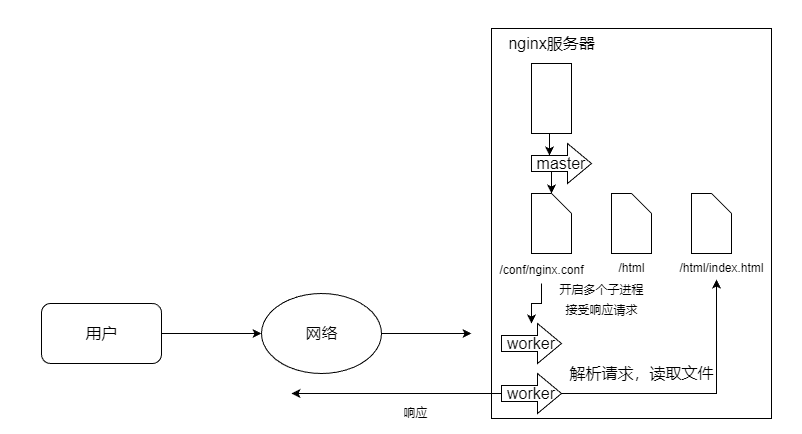 nginx服务器
master
/conf/nginx.conf
/html
/html/index.html
开启多个子进程
接受响应请求
用户
网络
worker
解析请求，读取文件
worker
响应